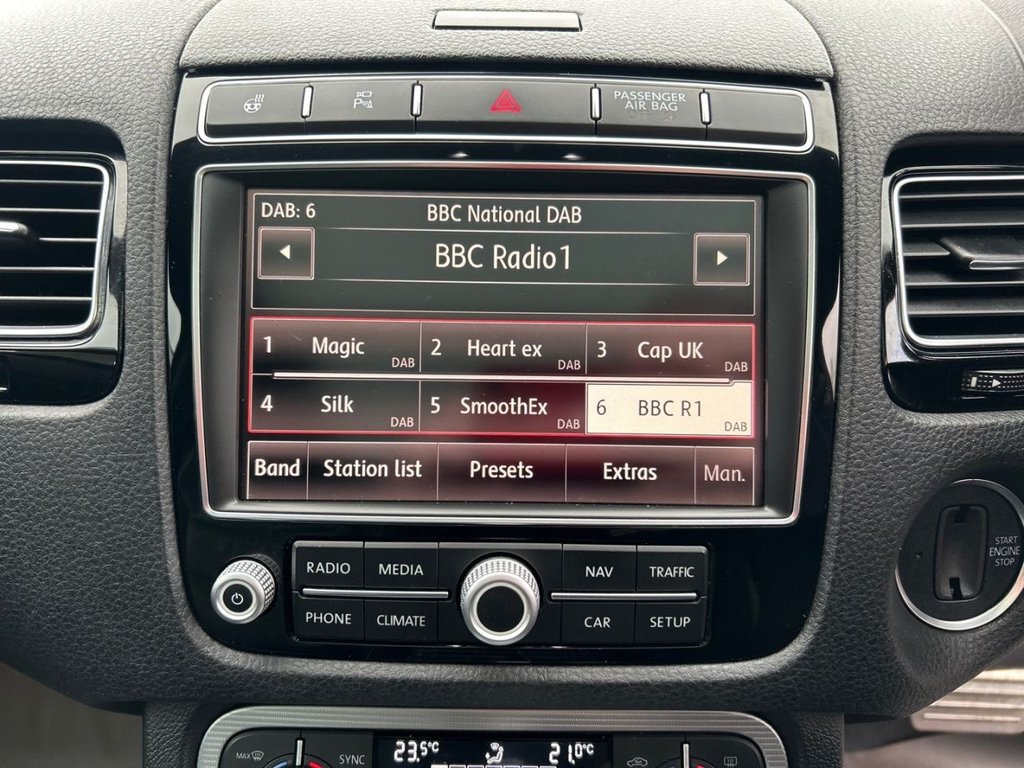 PASSENGER
AIR BAG
DAB: 6 BBC National DAB
BBC Radio1
1 Magic DAB 2 Heart ex DAB 3 Cap UK DAB
4 Silk DAB 5 SmoothEx DAB 6 BBC R1 DAB
Band Station list Presets Extras Man.
START
ENGINE
STOP
RADIO MEDIA NAV TRAFFIC
PHONE CLIMATE CAR SETUP
MAX SYNC 23.5°C 21.0°C